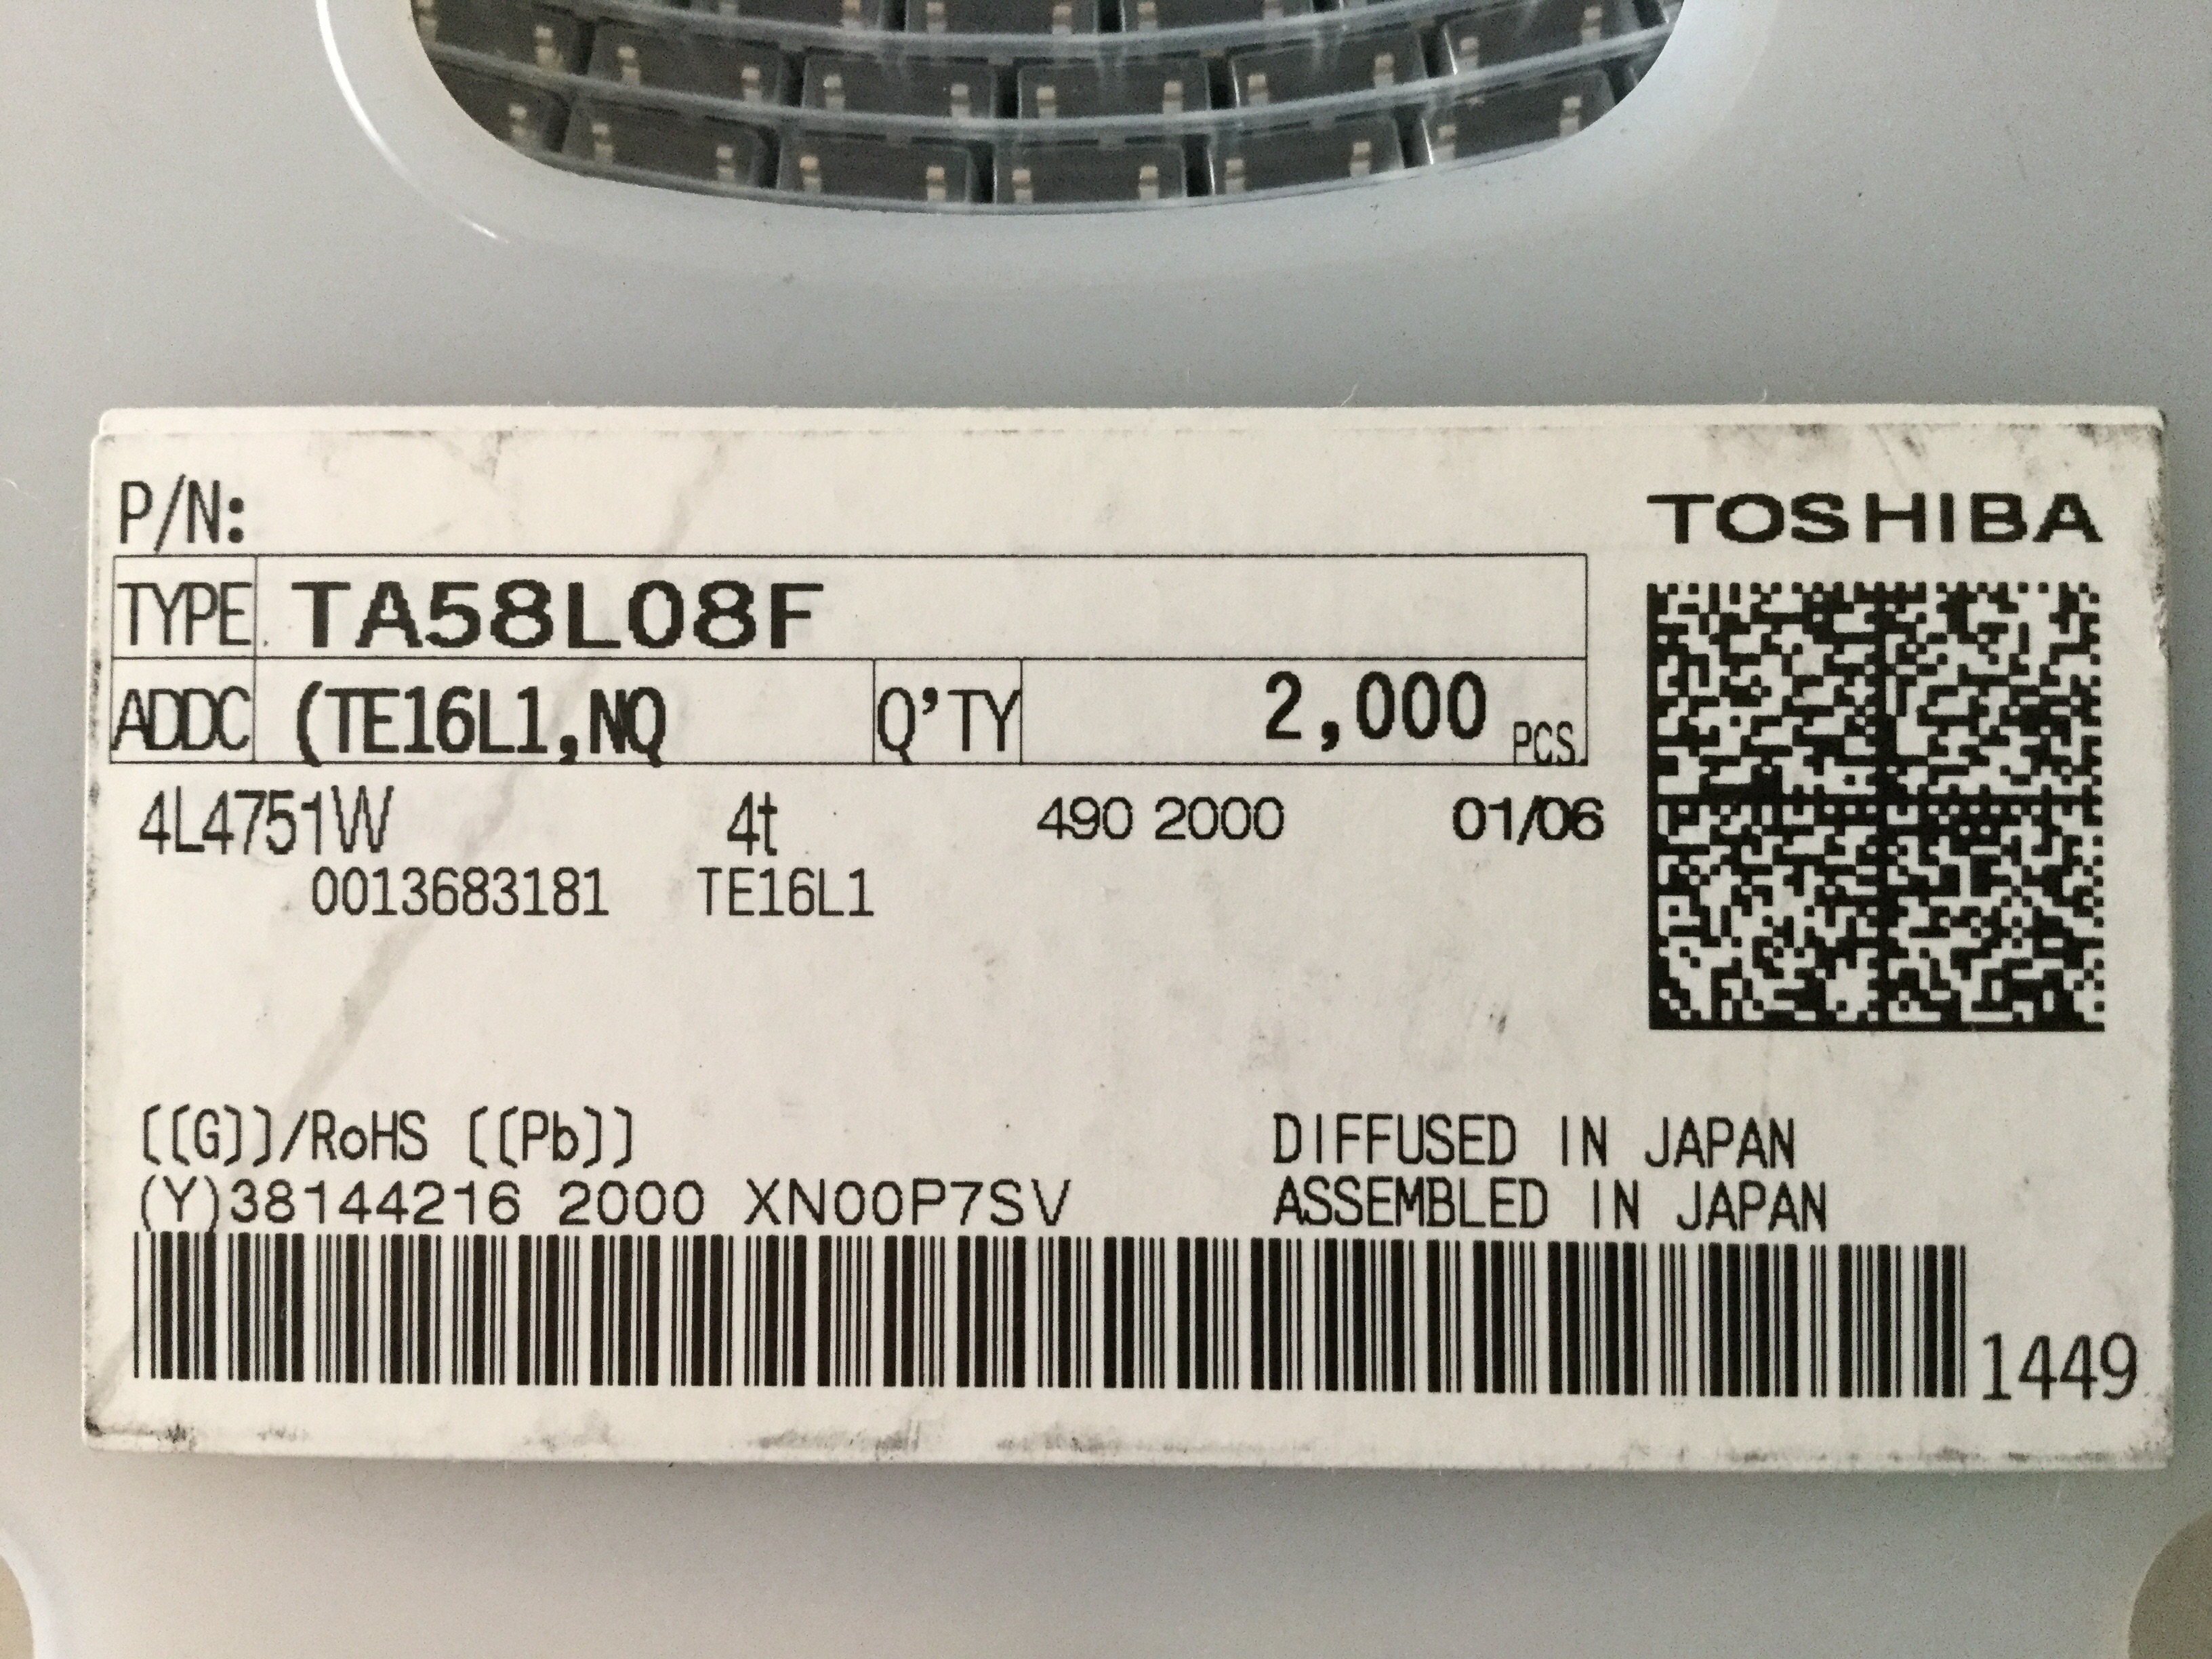 P/N:
TOSHIBA
TYPE TA58L08F
ADDC (TE16L1,NQ Q'TY 2,000 PCS.
4L4751W 4t 490 2000 01/06
0013683181 TE16L1
[[G]]/RoHS [[Pb]]
DIFFUSED IN JAPAN
(Y)38144216 2000 XN00P7SV
ASSEMBLED IN JAPAN
1449